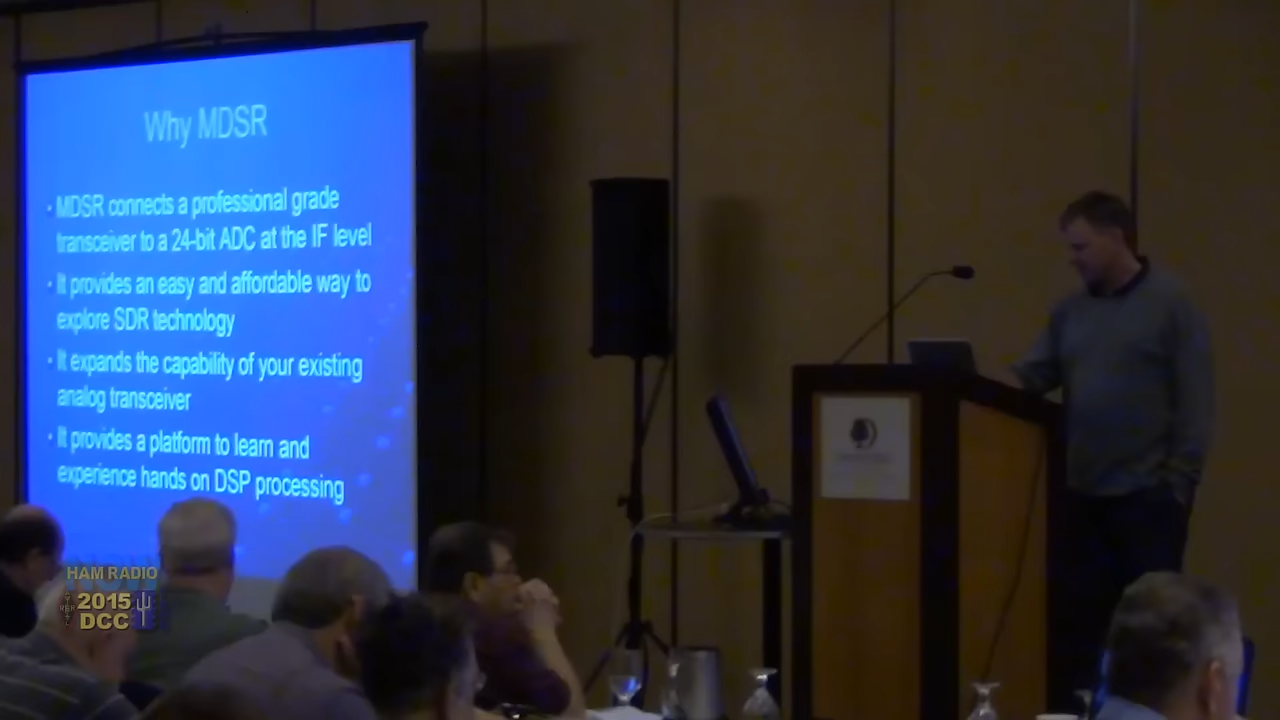 Why MDSR
· MDSR connects a professional grade
transceiver to a 24-bit ADC at the IF level
· It provides an easy and affordable way to
explore SDR technology
· It expands the capability of your existing
analog transceiver
· It provides a platform to learn and
experience hands on DSP processing
HAM RADIO
2015
DCC